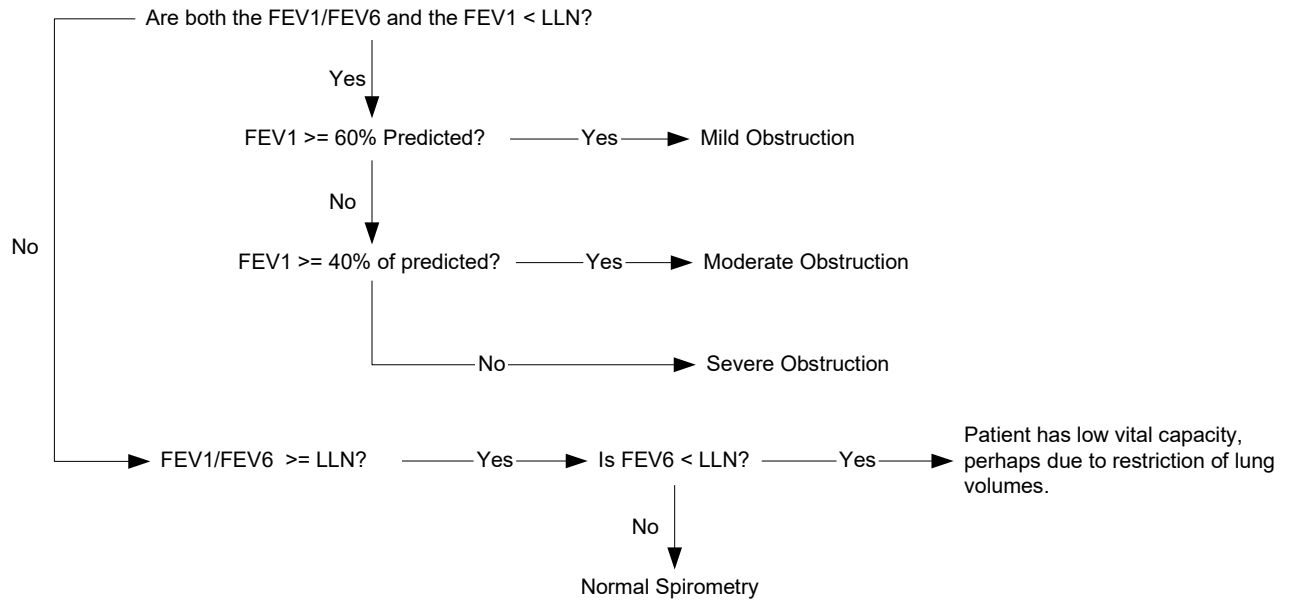 Are both the FEV1/FEV6 and the FEV1 < LLN?
Yes
FEV1 >= 60% Predicted?
Yes
Mild Obstruction
No
No
FEV1 >= 40% of predicted?
Yes
Moderate Obstruction
No
Severe Obstruction
FEV1/FEV6 >= LLN?
Yes
Is FEV6 < LLN?
Yes
Patient has low vital capacity,
perhaps due to restriction of lung
volumes.
No
Normal Spirometry